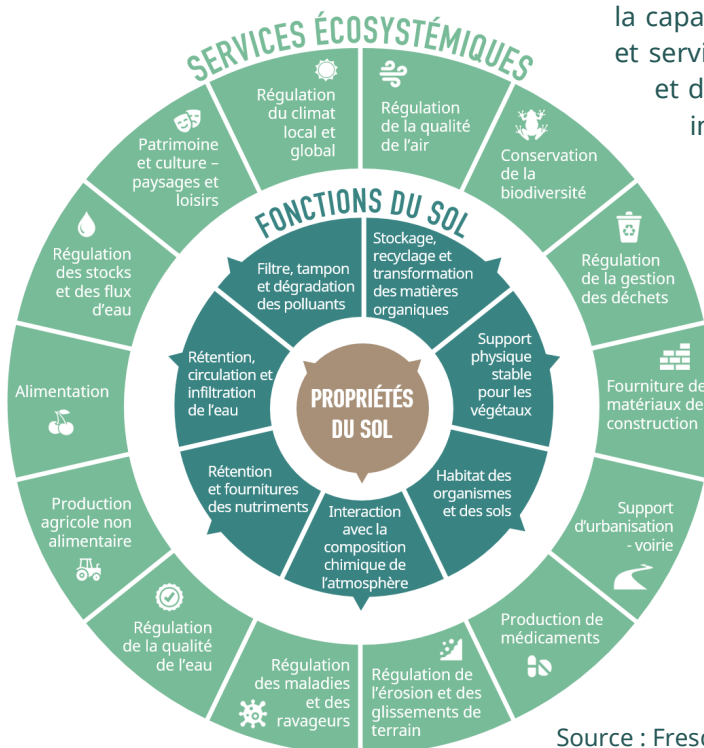 la capa
et servi
et d
in
SERVICES ÉCOSYSTÉMIQUES
Régulation
du climat
local et
global
Régulation
de la qualité
de l'air
Conservation
de la
biodiversité
Régulation
de la gestion
des déchets
Fourniture de
matériaux de
construction
Support
d'urbanisation
- voirie
Production de
médicaments
Régulation de
l'érosion et des
glissements de
terrain
Régulation
des maladies
et des
ravageurs
Régulation
de la qualité
de l'eau
Production
agricole non
alimentaire
Alimentation
Régulation
des stocks
et des flux
d'eau
Patrimoine
et culture –
paysages et
loisirs
FONCTIONS DU SOL
Stockage,
recyclage et
transformation
des matières
organiques
Support
physique
stable
pour les
végétaux
Habitat des
organismes
et des sols
Interaction
avec la
composition
chimique de
l'atmosphère
Rétention
et fournitures
des nutriments
Rétention,
circulation et
infiltration
de l'eau
Filtre, tampon
et dégradation
des polluants
PROPRIÉTÉS
DU SOL
Source : Fresc